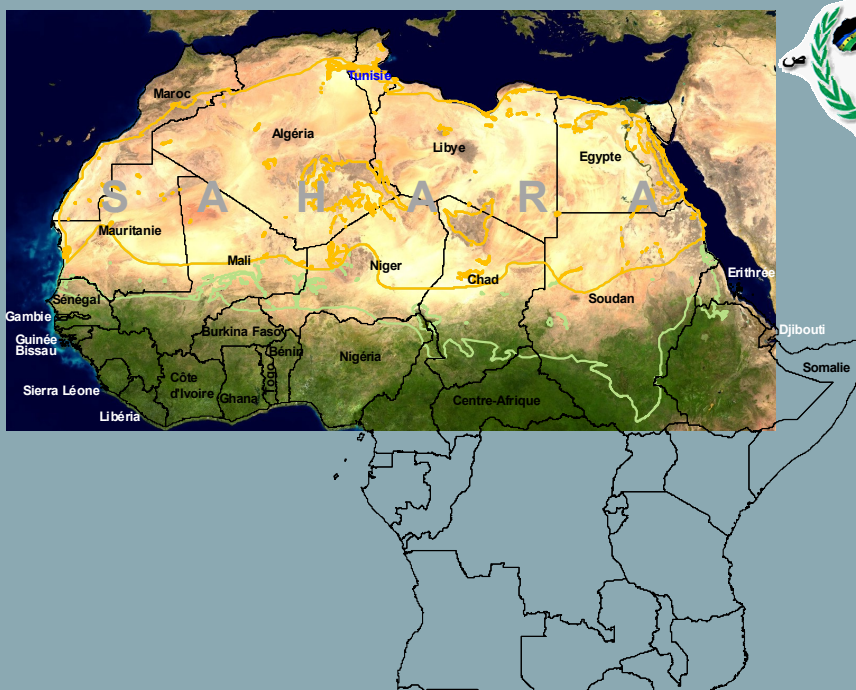 Tunisie
Maroc
Algéria
Libye
Egypte
S A H A R A
Mauritanie
Mali
Niger
Chad
Soudan
Erithrée
Sénégal
Gambie
Guinée
Bissau
Burkina Faso
Bénin
Nigéria
Djibouti
Somalie
Togo
Côte
d'Ivoire
Ghana
Sierra Léone
Centre-Afrique
Libéria
ص